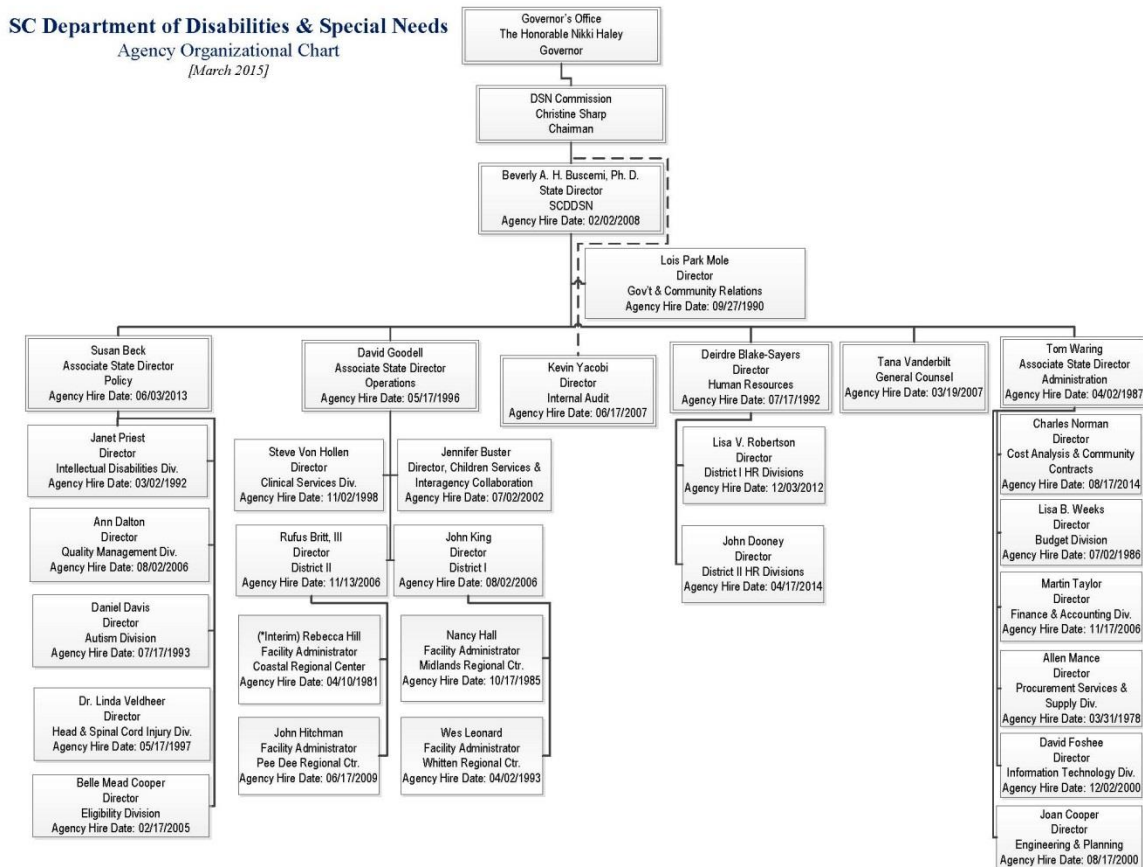 SC Department of Disabilities & Special Needs
Agency Organizational Chart
[March 2015]
Governor's Office
The Honorable Nikki Haley
Governor
DSN Commission
Christine Sharp
Chairman
Beverly A. H. Buscemi, Ph. D.
State Director
SCDDSN
Agency Hire Date: 02/02/2008
Lois Park Mole
Director
Gov't & Community Relations
Agency Hire Date: 09/27/1990
Susan Beck
Associate State Director
Policy
Agency Hire Date: 06/03/2013
Janet Priest
Director
Intellectual Disabilities Div.
Agency Hire Date: 03/02/1992
Ann Dalton
Director
Quality Management Div.
Agency Hire Date: 08/02/2006
Daniel Davis
Director
Autism Division
Agency Hire Date: 07/17/1993
Dr. Linda Veldheer
Director
Head & Spinal Cord Injury Div.
Agency Hire Date: 05/17/1997
Belle Mead Cooper
Director
Eligibility Division
Agency Hire Date: 02/17/2005
David Goodell
Associate State Director
Operations
Agency Hire Date: 05/17/1996
Steve Von Hollen
Director
Clinical Services Div.
Agency Hire Date: 11/02/1998
Jennifer Buster
Director, Children Services &
Interagency Collaboration
Agency Hire Date: 07/02/2002
Rufus Britt, III
Director
District II
Agency Hire Date: 11/13/2006
John King
Director
District I
Agency Hire Date: 08/02/2006
(*Interim) Rebecca Hill
Facility Administrator
Coastal Regional Center
Agency Hire Date: 04/10/1981
Nancy Hall
Facility Administrator
Midlands Regional Ctr.
Agency Hire Date: 10/17/1985
John Hitchman
Facility Administrator
Pee Dee Regional Ctr.
Agency Hire Date: 06/17/2009
Wes Leonard
Facility Administrator
Whitten Regional Ctr.
Agency Hire Date: 04/02/1993
Kevin Yacobi
Director
Internal Audit
Agency Hire Date: 06/17/2007
Deirdre Blake-Sayers
Director
Human Resources
Agency Hire Date: 07/17/1992
Lisa V. Robertson
Director
District I HR Divisions
Agency Hire Date: 12/03/2012
John Dooney
Director
District II HR Divisions
Agency Hire Date: 04/17/2014
Tana Vanderbilt
General Counsel
Agency Hire Date: 03/19/2007
Tom Waring
Associate State Director
Administration
Agency Hire Date: 04/02/1987
Charles Norman
Director
Cost Analysis & Community
Contracts
Agency Hire Date: 08/17/2014
Lisa B. Weeks
Director
Budget Division
Agency Hire Date: 07/02/1986
Martin Taylor
Director
Finance & Accounting Div.
Agency Hire Date: 11/17/2006
Allen Mance
Director
Procurement Services &
Supply Div.
Agency Hire Date: 03/31/1978
David Foshee
Director
Information Technology Div.
Agency Hire Date: 12/02/2000
Joan Cooper
Director
Engineering & Planning
Agency Hire Date: 08/17/2000